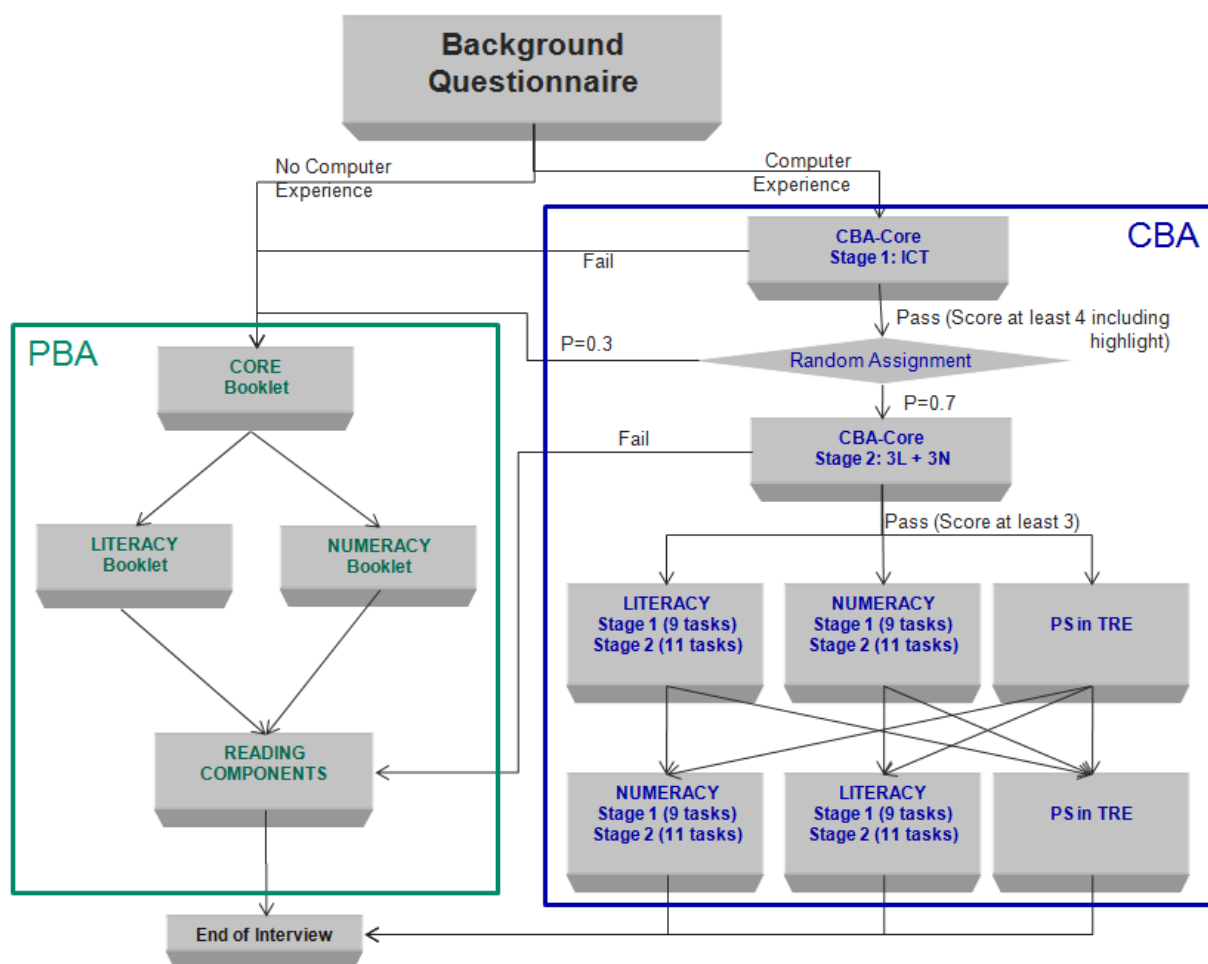 Background
Questionnaire
No Computer
Experience
Computer
Experience
CBA
CBA-Core
Stage 1: ICT
Fail
Pass (Score at least 4 including
highlight)
PBA
P=0.3
Random Assignment
CORE
Booklet
P=0.7
Fail
CBA-Core
Stage 2: 3L + 3N
Pass (Score at least 3)
LITERACY
Booklet
NUMERACY
Booklet
LITERACY
Stage 1 (9 tasks)
Stage 2 (11 tasks)
NUMERACY
Stage 1 (9 tasks)
Stage 2 (11 tasks)
PS in TRE
READING
COMPONENTS
NUMERACY
Stage 1 (9 tasks)
Stage 2 (11 tasks)
LITERACY
Stage 1 (9 tasks)
Stage 2 (11 tasks)
PS in TRE
End of Interview